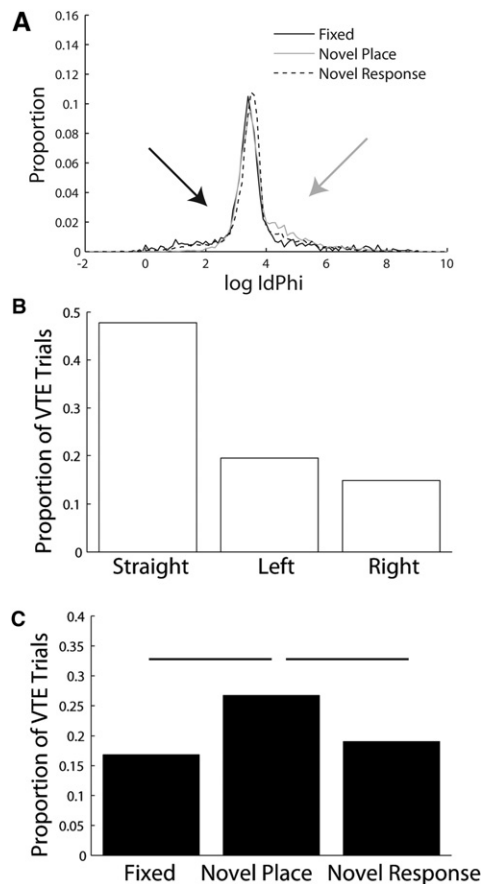 A
0.16
0.14
0.12
0.1
0.08
0.06
0.04
0.02
0
Proportion
Fixed
Novel Place
Novel Response
-2 0 2 4 6 8 10
log IdPhi
B
0.5
0.4
0.3
0.2
0.1
0
Proportion of VTE Trials
Straight Left Right
C
0.4
0.35
0.3
0.25
0.2
0.15
0.1
0.05
0
Proportion of VTE Trials
Fixed Novel Place Novel Response